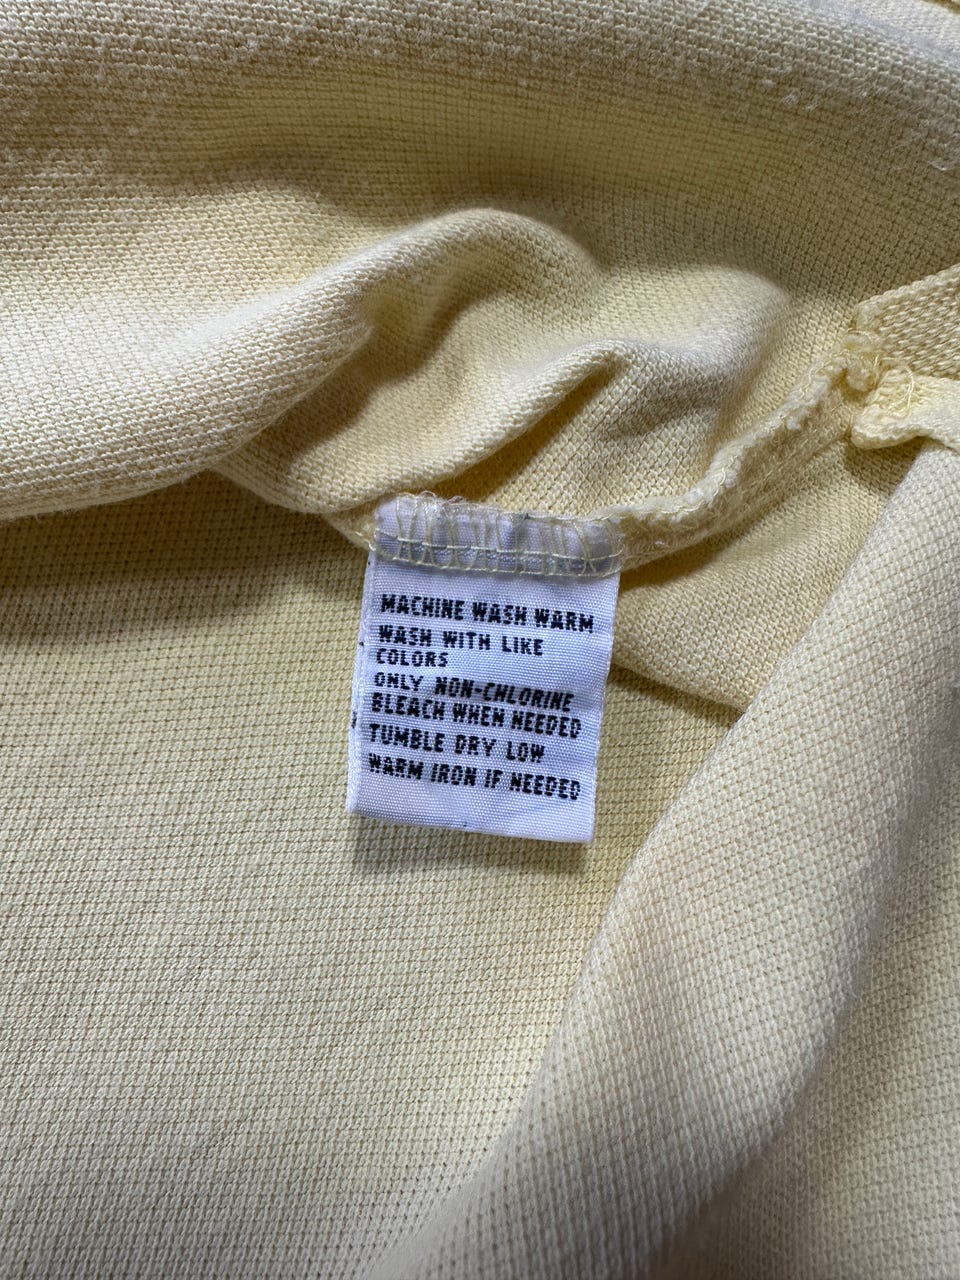 MACHINE WASH WARM
WASH WITH LIKE
COLORS
ONLY NON-CHLORINE
BLEACH WHEN NEEDED
TUMBLE DRY LOW
WARM IRON IF NEEDED